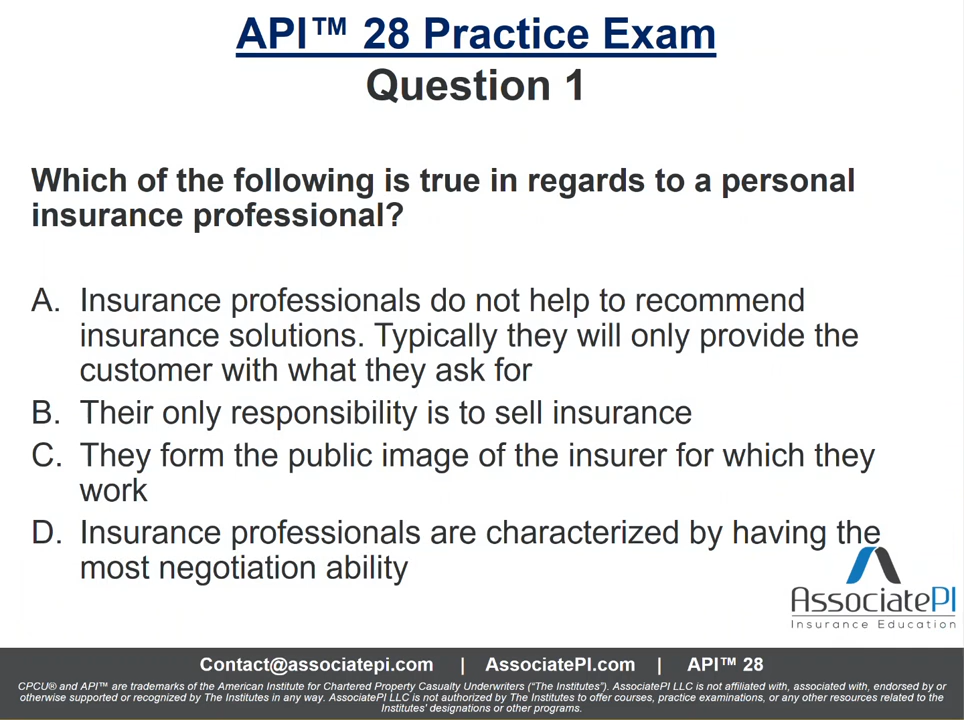 API™ 28 Practice Exam
Question 1
Which of the following is true in regards to a personal
insurance professional?
A. Insurance professionals do not help to recommend
insurance solutions. Typically they will only provide the
customer with what they ask for
B. Their only responsibility is to sell insurance
C. They form the public image of the insurer for which they
work
D. Insurance professionals are characterized by having the
most negotiation ability
AssociatePI
Insurance Education
Contact@associatepi.com | AssociatePI.com | API™ 28
CPCU® and API™ are trademarks of the American Institute for Chartered Property Casualty Underwriters ("The Institutes"). AssociatePI LLC is not affiliated with, associated with, endorsed by or
otherwise supported or recognized by The Institutes in any way. AssociatePI LLC is not authorized by The Institutes to offer courses, practice examinations, or any other resources related to the
Institutes' designations or other programs.